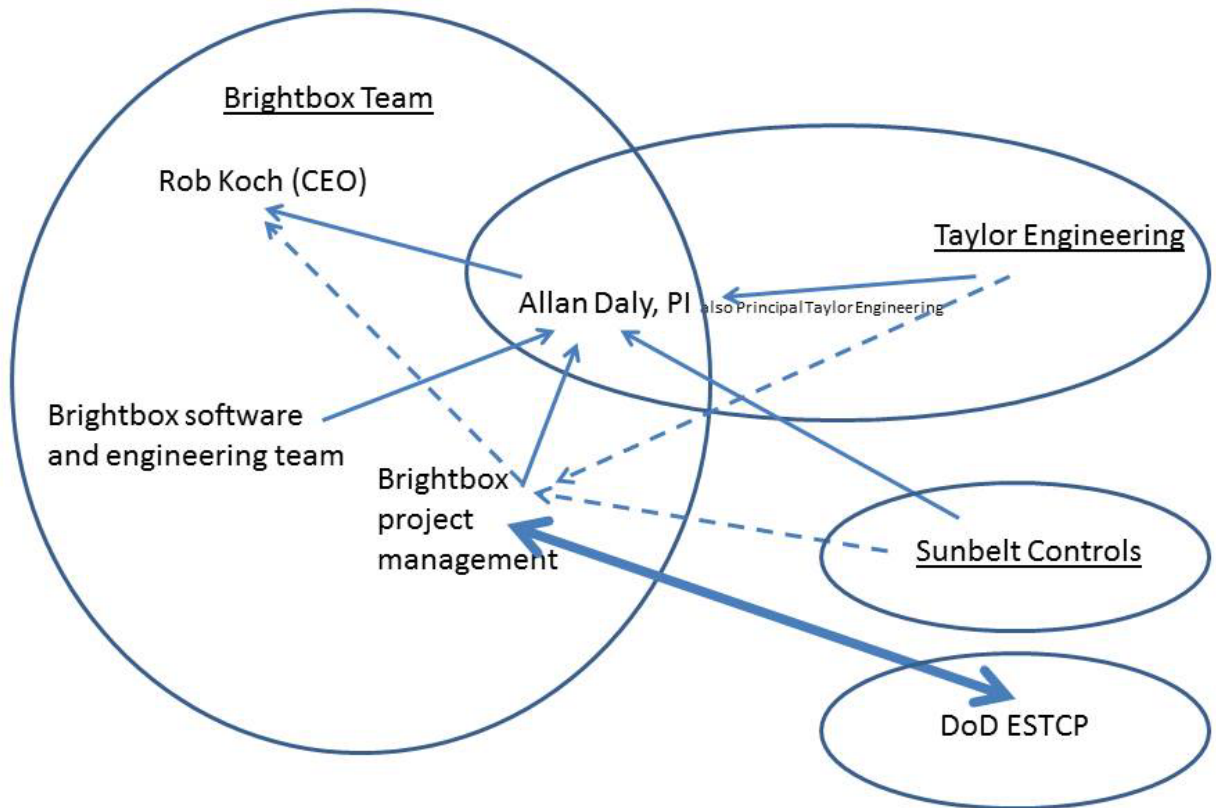 Brightbox Team
Rob Koch (CEO)
Taylor Engineering
Allan Daly, PI also Principal Taylor Engineering
Brightbox software
and engineering team
Brightbox
project
management
Sunbelt Controls
DoD ESTCP